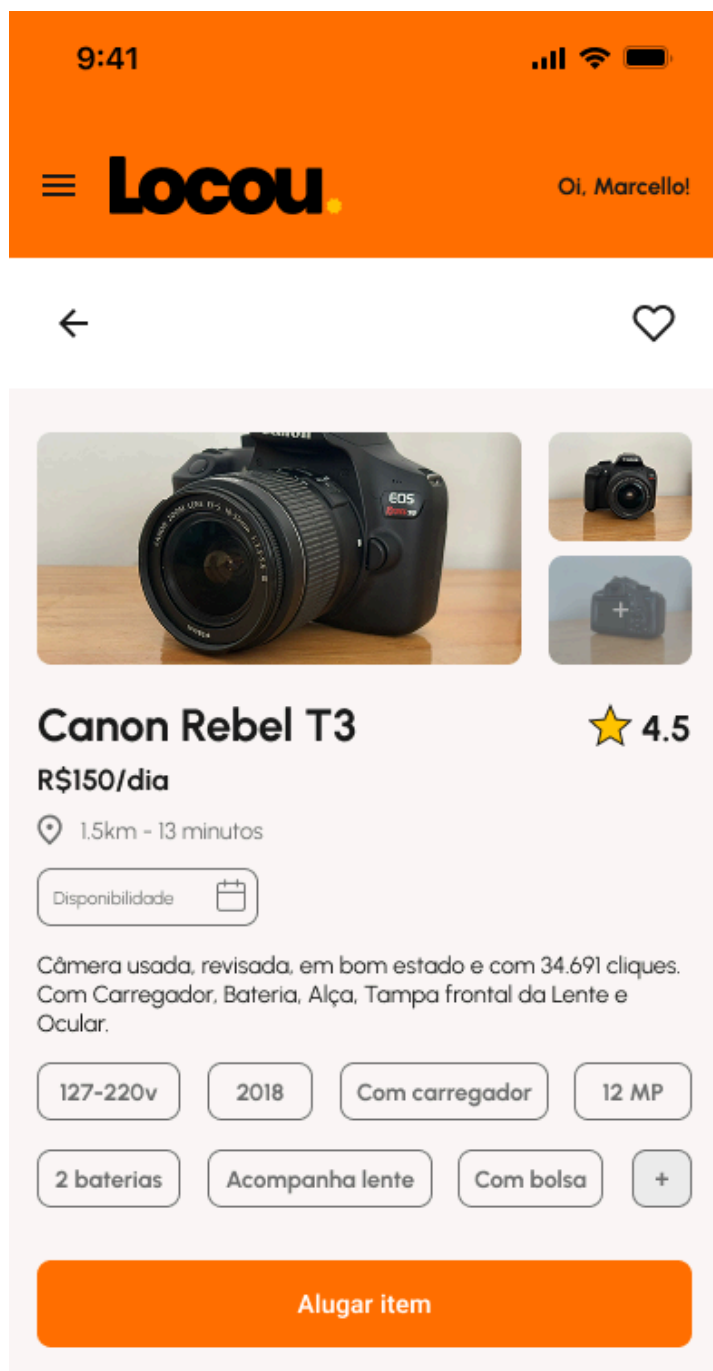 9:41
Locou.
Oi, Marcello!
Canon
EOS
Canon Rebel T3
4.5
R$150/dia
1.5km - 13 minutos
Disponibilidade
Câmera usada, revisada, em bom estado e com 34.691 cliques.
Com Carregador, Bateria, Alça, Tampa frontal da Lente e
Ocular.
127-220v
2018
Com carregador
12 MP
2 baterias
Acompanha lente
Com bolsa
+
Alugar item